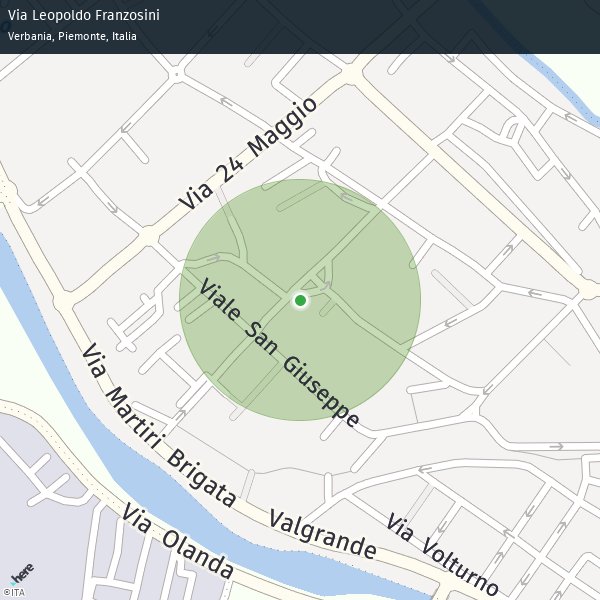 Via Leopoldo Franzosini
Verbania, Piemonte, Italia
Via 24 Maggio
Viale San Giuseppe
Via Martiri Brigata Valgrande
Via Olanda
Via Volturno
here
©ITA